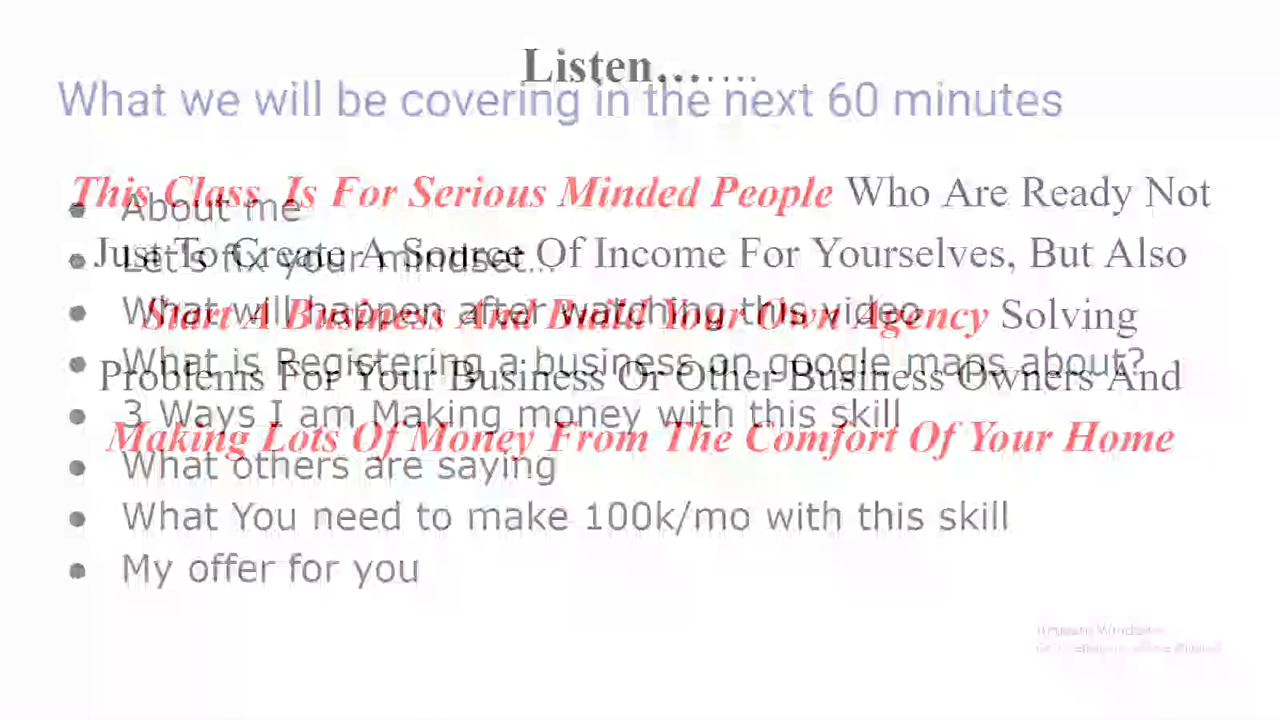 Listen…….
What we will be covering in the next 60 minutes
This Class Is For Serious Minded People Who Are Ready Not
Just To Create A Source Of Income For Yourselves, But Also
Start A Business And Build Your Own Agency Solving
Problems For Your Business Or Other Business Owners And
Making Lots Of Money From The Comfort Of Your Home
• About me
• Let's fix your mindset...
• What will happen after watching this video
• What is Registering a business on google maps about?
• 3 Ways I am Making money with this skill
• What others are saying
• What You need to make 100k/mo with this skill
• My offer for you